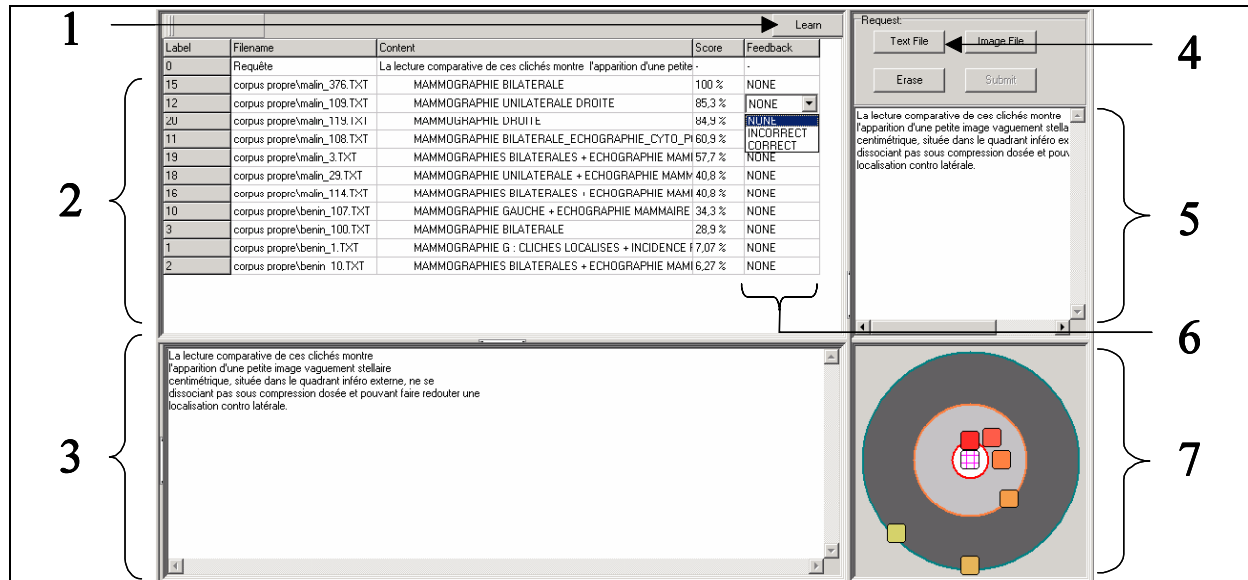 1
Learn
Label Filename Content Score Feedback
0 Requête La lecture comparative de ces clichés montre l'apparition d'une petite - -
15 corpus propre\malin_376.TXT MAMMOGRAPHIE BILATERALE 100 % NONE
12 corpus propre\malin_109.TXT MAMMOGRAPHIE UNILATERALE DROITE 85,3 % NONE
20 corpus propre\malin_119.TXT MAMMOGRAPHIE DROITE 84,9 % NONE
11 corpus propre\malin_108.TXT MAMMOGRAPHIE BILATERALE_ECHOGRAPHIE_CYTO_P 60,9 % INCORRECT
CORRECT
19 corpus propre\malin_3.TXT MAMMOGRAPHIES BILATERALES + ECHOGRAPHIE MAMI 57,7 % NONE
18 corpus propre\malin_29.TXT MAMMOGRAPHIE UNILATERALE + ECHOGRAPHIE MAMM 40,8 % NONE
16 corpus propre\malin_114.TXT MAMMOGRAPHIES BILATERALES + ECHOGRAPHIE MAMI 40,8 % NONE
10 corpus propre\benin_107.TXT MAMMOGRAPHIE GAUCHE + ECHOGRAPHIE MAMMAIRE 34,3 % NONE
3 corpus propre\benin_100.TXT MAMMOGRAPHIE BILATERALE 28,9 % NONE
1 corpus propre\benin_1.TXT MAMMOGRAPHIE G : CLICHES LOCALISES + INCIDENCE F 7,07 % NONE
2 corpus propre\benin_10.TXT MAMMOGRAPHIES BILATERALES + ECHOGRAPHIE MAMI 6,27 % NONE
2
3
La lecture comparative de ces clichés montre
l'apparition d'une petite image vaguement stellaire
centimétrique, située dans le quadrant inféro externe, ne se
dissociant pas sous compression dosée et pouvant faire redouter une
localisation contro latérale.
Request:
Text File Image File
Erase Submit
4
La lecture comparative de ces clichés montre
l'apparition d'une petite image vaguement stella
centimétrique, située dans le quadrant inféro ex
dissociant pas sous compression dosée et pouv
localisation contro latérale.
5
6
7